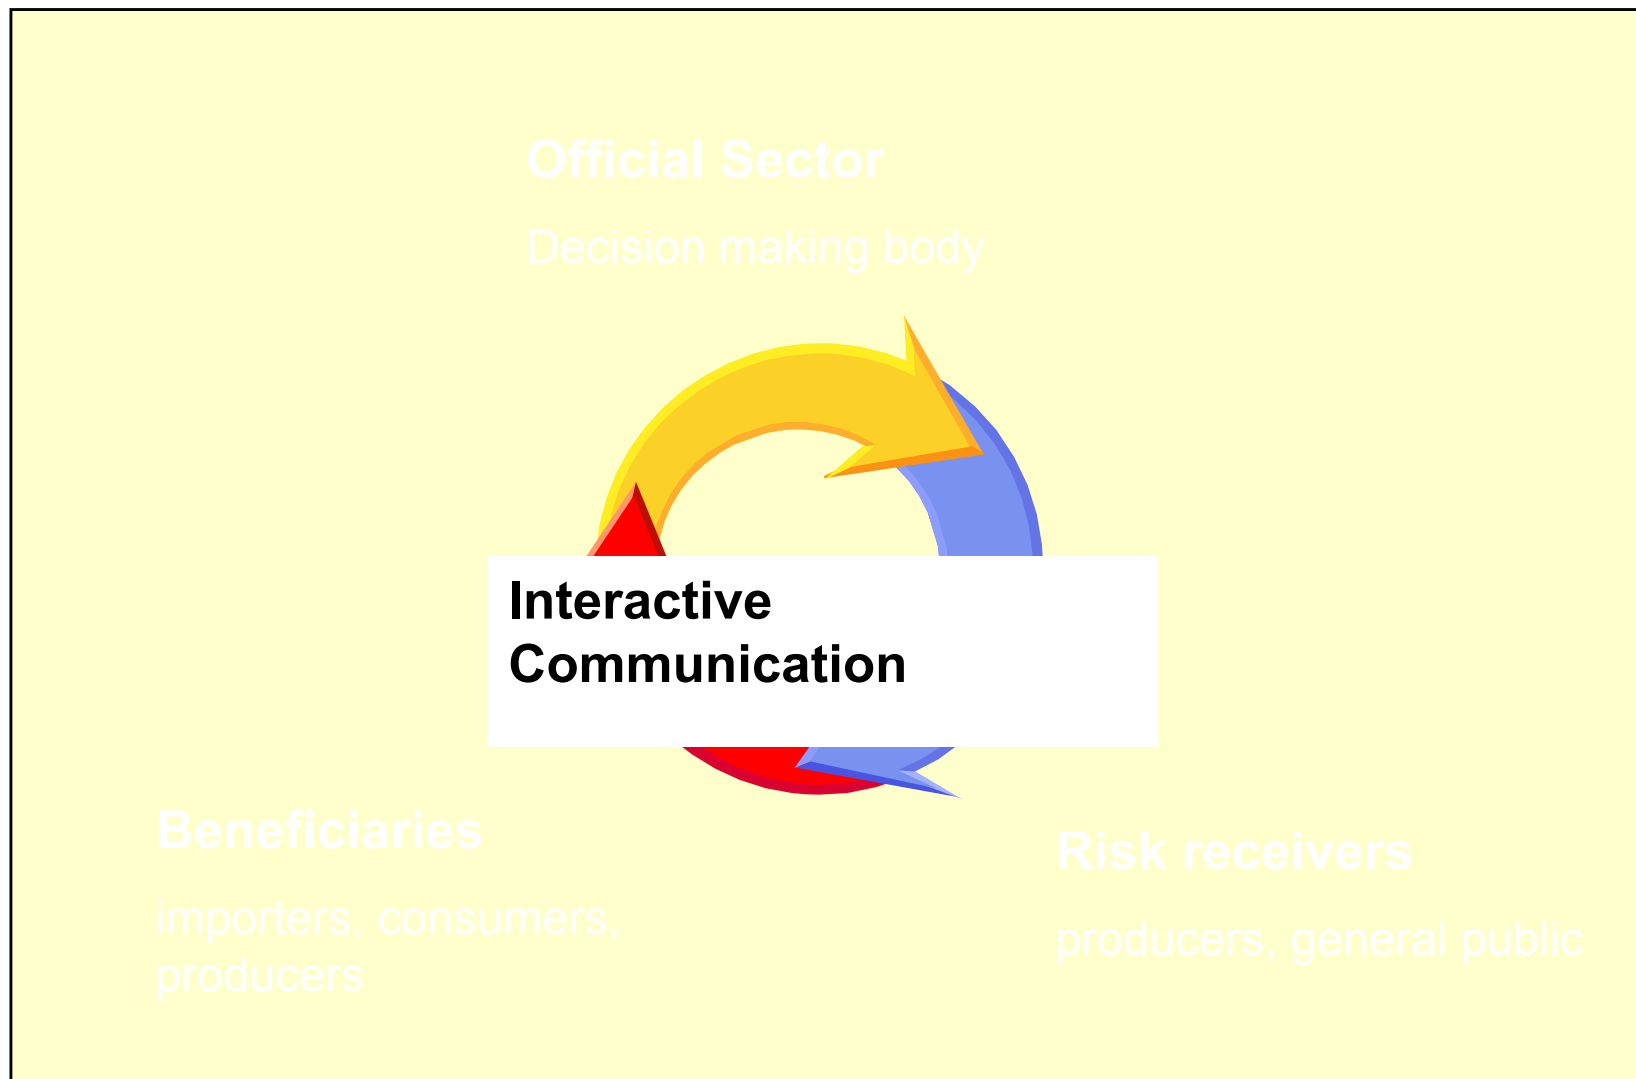 Official Sector
Decision making body
Interactive
Communication
Beneficiaries
importers, consumers,
producers
Risk receivers
producers, general public